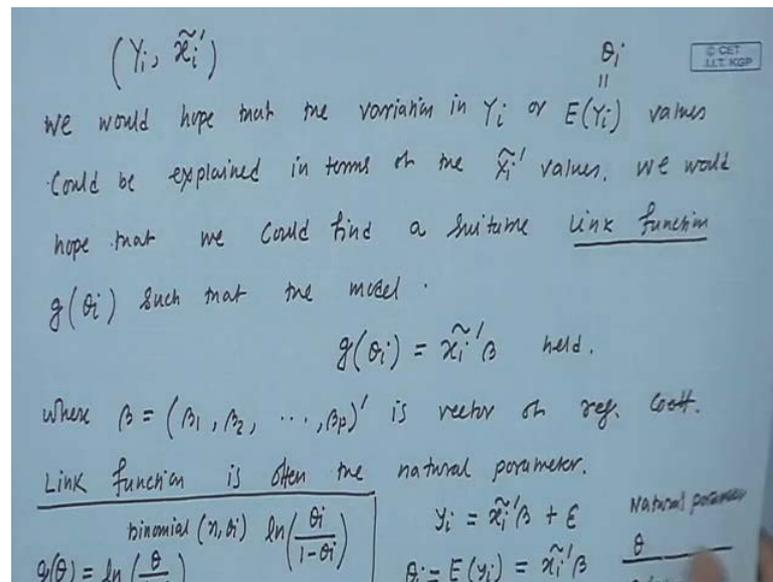 (Yi, x̃i′)
θi
||
© CET
I.I.T. KGP
We would hope that the variation in Yi or E(Yi) values
Could be explained in terms of the x̃i′ values. We would
hope that we could find a suitable Link function
g(θi) such that the model.
g(θi) = x̃i′β held.
where β = (β1, β2, ···, βp)′ is vector of reg. Coeff.
Link function is often the natural parameter.
binomial (n, θi) ln(θi/(1-θi))
yi = x̃i′β + ε
Natural parameter
g(θ) = ln(θ
θi = E(yi) = x̃i′β
θ